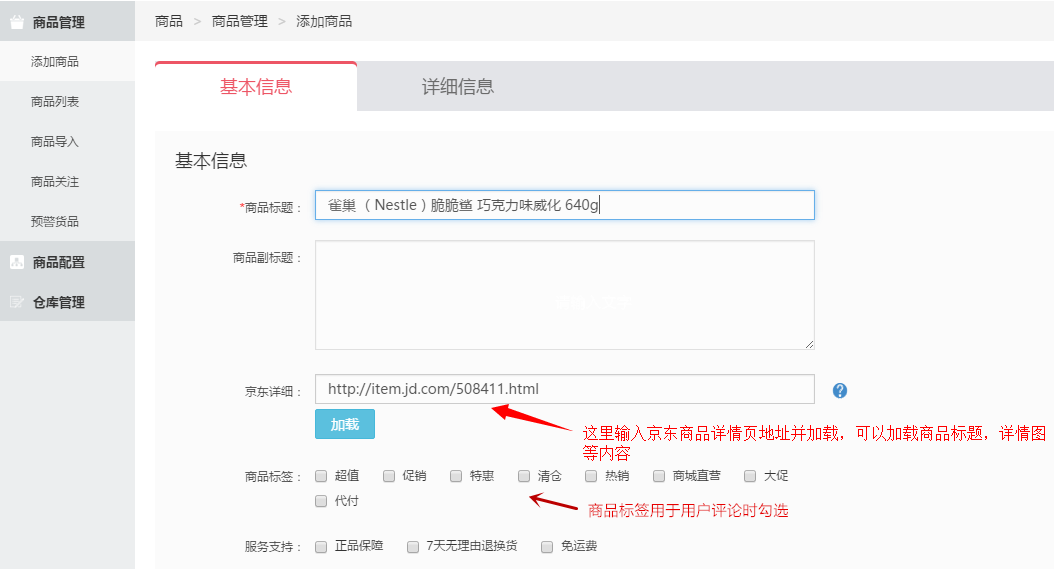 商品管理
商品 > 商品管理 > 添加商品
添加商品
商品列表
商品导入
商品关注
预警货品
商品配置
仓库管理
基本信息
详细信息
基本信息
*商品标题：
雀巢 （ Nestle ) 脆脆鲨 巧克力味威化 640g
商品副标题：
京东详细：
http://item.jd.com/508411.html
加载
这里输入京东商品详情页地址并加载，可以加载商品标题，详情图
等内容
商品标签： 超值 促销 特惠 清仓 热销 商城直营 大促
代付
商品标签用于用户评论时勾选
服务支持： 正品保障 7天无理由退换货 免运费